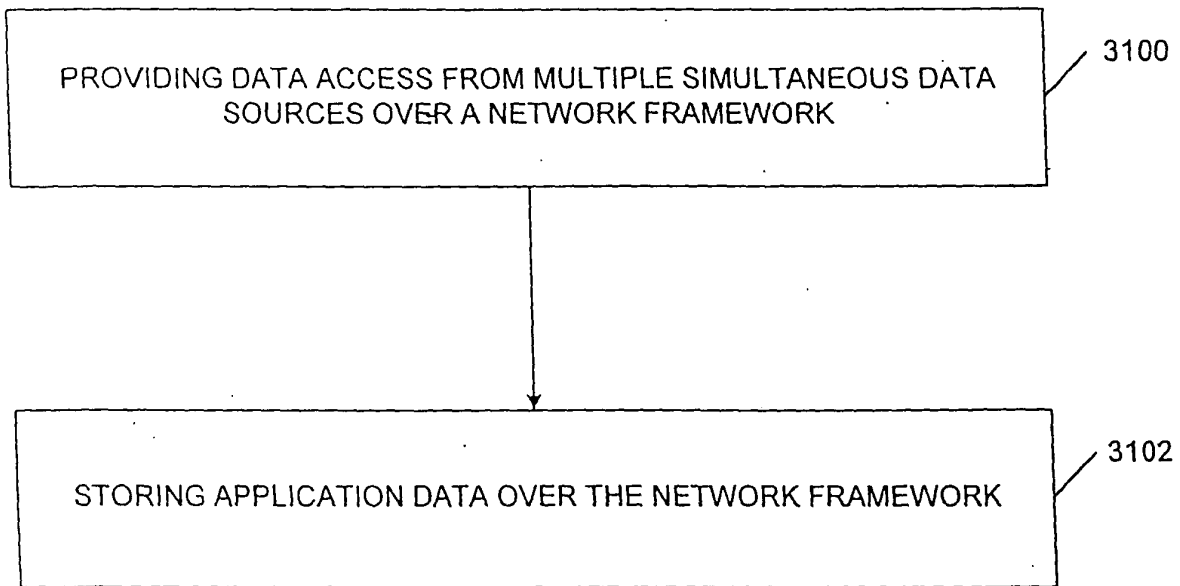 3100
PROVIDING DATA ACCESS FROM MULTIPLE SIMULTANEOUS DATA
SOURCES OVER A NETWORK FRAMEWORK
3102
STORING APPLICATION DATA OVER THE NETWORK FRAMEWORK